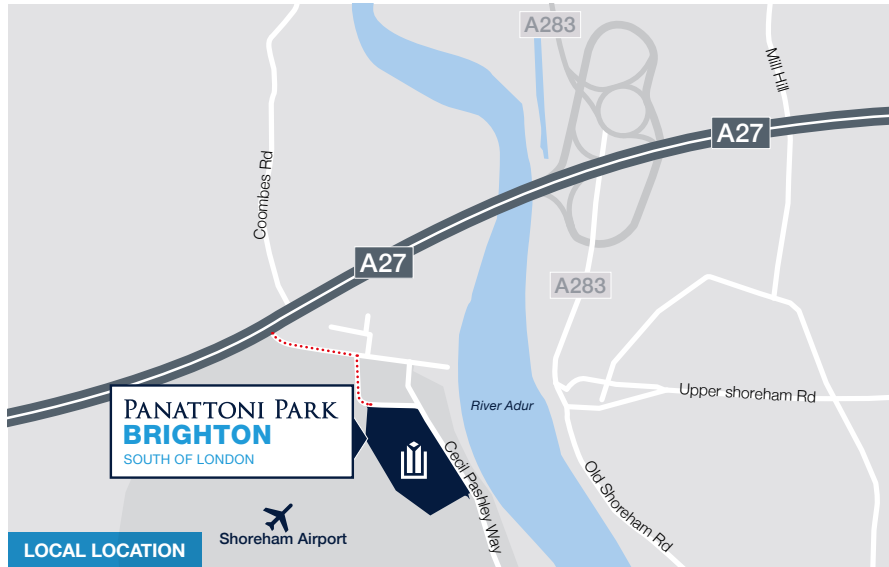 A283
Mill Hill
A27
Coombes Rd
A27
A283
PANATTONI PARK
BRIGHTON
SOUTH OF LONDON
River Adur
Upper shoreham Rd
Cecil Pashley Way
Old Shoreham Rd
Shoreham Airport
LOCAL LOCATION